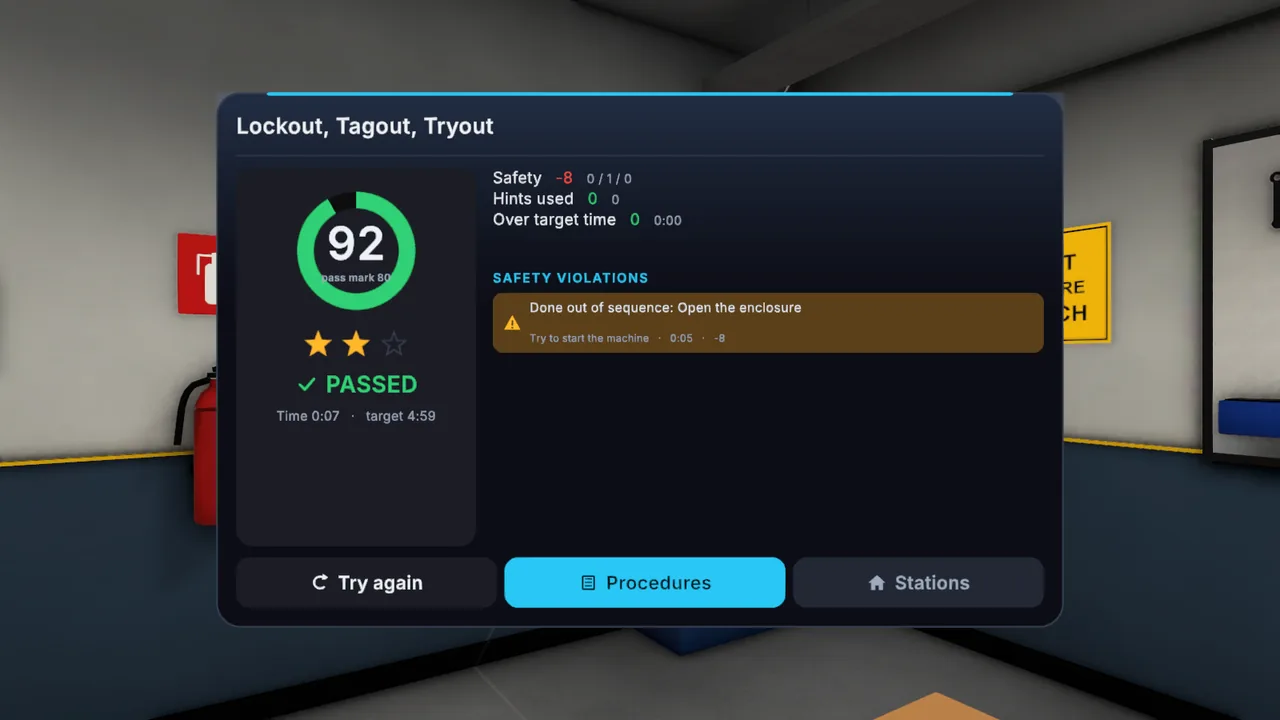 Lockout, Tagout, Tryout
92
pass mark 80
PASSED
Time 0:07 · target 4:59
Safety -8 0 / 1 / 0
Hints used 0 0
Over target time 0 0:00
SAFETY VIOLATIONS
Done out of sequence: Open the enclosure
Try to start the machine · 0:05 · -8
Try again
Procedures
Stations